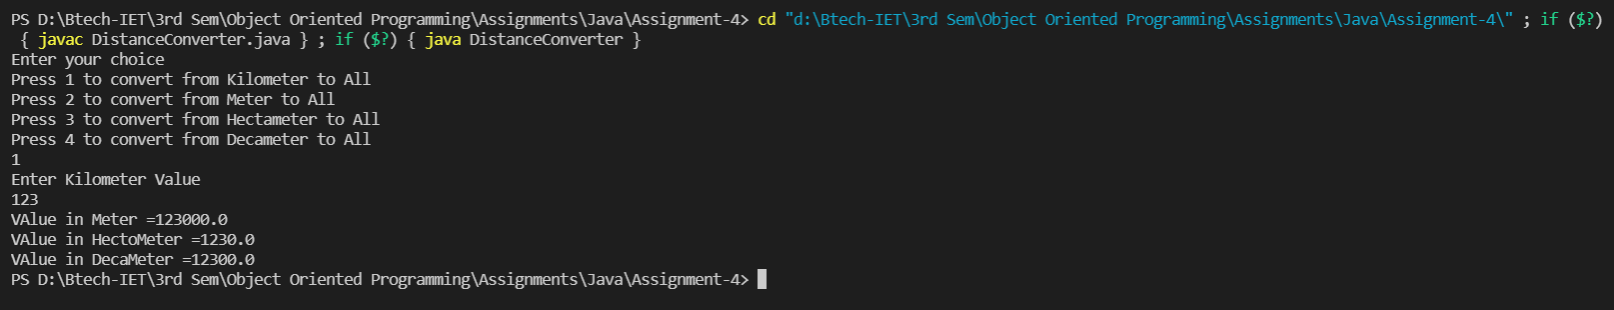 PS D:\Btech-IET\3rd Sem\Object Oriented Programming\Assignments\Java\Assignment-4> cd "d:\Btech-IET\3rd Sem\Object Oriented Programming\Assignments\Java\Assignment-4\" ; if ($?)
{ javac DistanceConverter.java } ; if ($?) { java DistanceConverter }
Enter your choice
Press 1 to convert from Kilometer to All
Press 2 to convert from Meter to All
Press 3 to convert from Hectameter to All
Press 4 to convert from Decameter to All
1
Enter Kilometer Value
123
VAlue in Meter =123000.0
VAlue in HectoMeter =1230.0
VAlue in DecaMeter =12300.0
PS D:\Btech-IET\3rd Sem\Object Oriented Programming\Assignments\Java\Assignment-4>